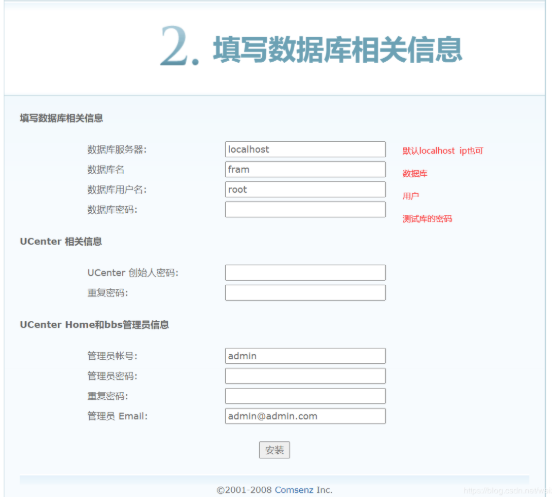 2. 填写数据库相关信息
填写数据库相关信息
数据库服务器: localhost 默认localhost ip也可
数据库名 fram 数据库
数据库用户名: root 用户
数据库密码: 测试库的密码
UCenter 相关信息
UCenter 创始人密码:
重复密码:
UCenter Home和bbs管理员信息
管理员帐号: admin
管理员密码:
重复密码:
管理员 Email: admin@admin.com
安装
©2001-2008 Comsenz Inc.